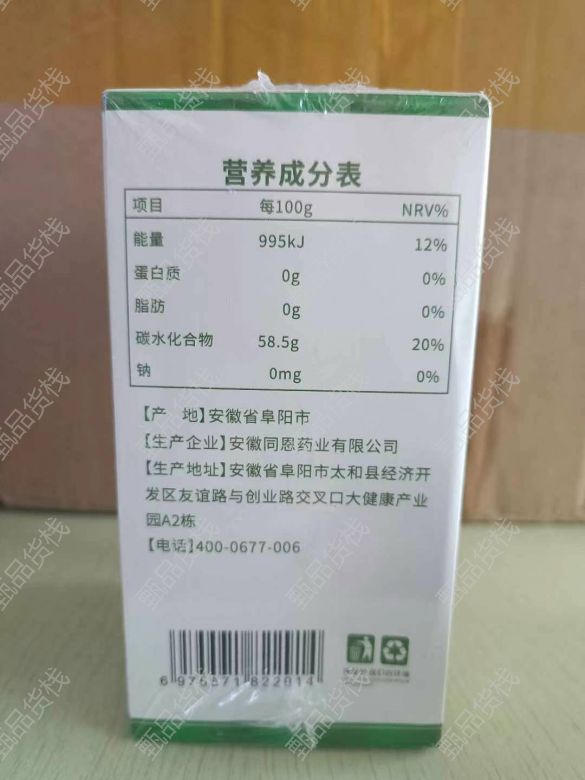 营养成分表
项目 每100g NRV%
能量 995kJ 12%
蛋白质 0g 0%
脂肪 0g 0%
碳水化合物 58.5g 20%
钠 0mg 0%
【产 地】安徽省阜阳市
【生产企业】安徽同恩药业有限公司
【生产地址】安徽省阜阳市太和县经济开
发区友谊路与创业路交叉口大健康产业
园A2栋
【电话】400-0677-006
甄品货栈